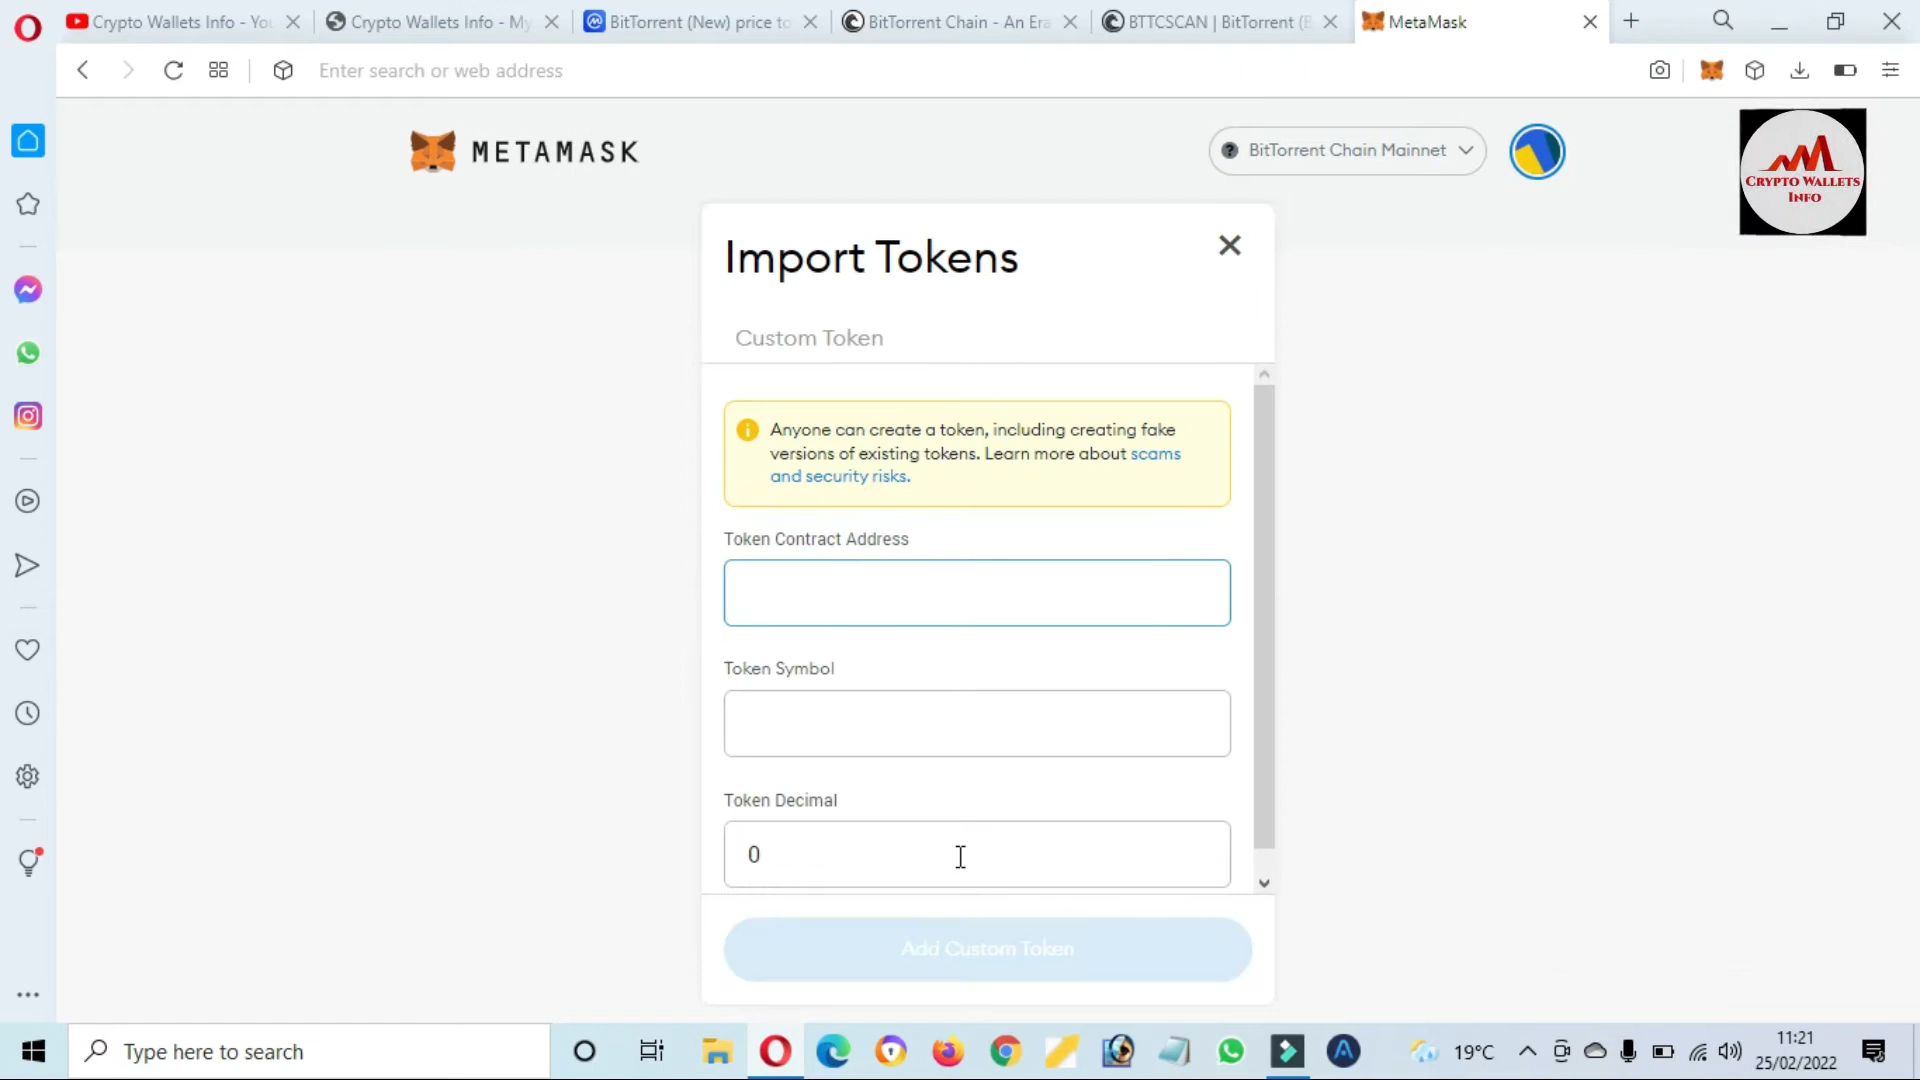 Crypto Wallets Info - You
Crypto Wallets Info - My
BitTorrent (New) price to
BitTorrent Chain - An Era
BTTCSCAN | BitTorrent (B
MetaMask
Enter search or web address
METAMASK
BitTorrent Chain Mainnet
CRYPTO WALLETS
INFO
Import Tokens
Custom Token
Anyone can create a token, including creating fake
versions of existing tokens. Learn more about scams
and security risks.
Token Contract Address
Token Symbol
Token Decimal
0
Add Custom Token
Type here to search
19°C
11:21
25/02/2022